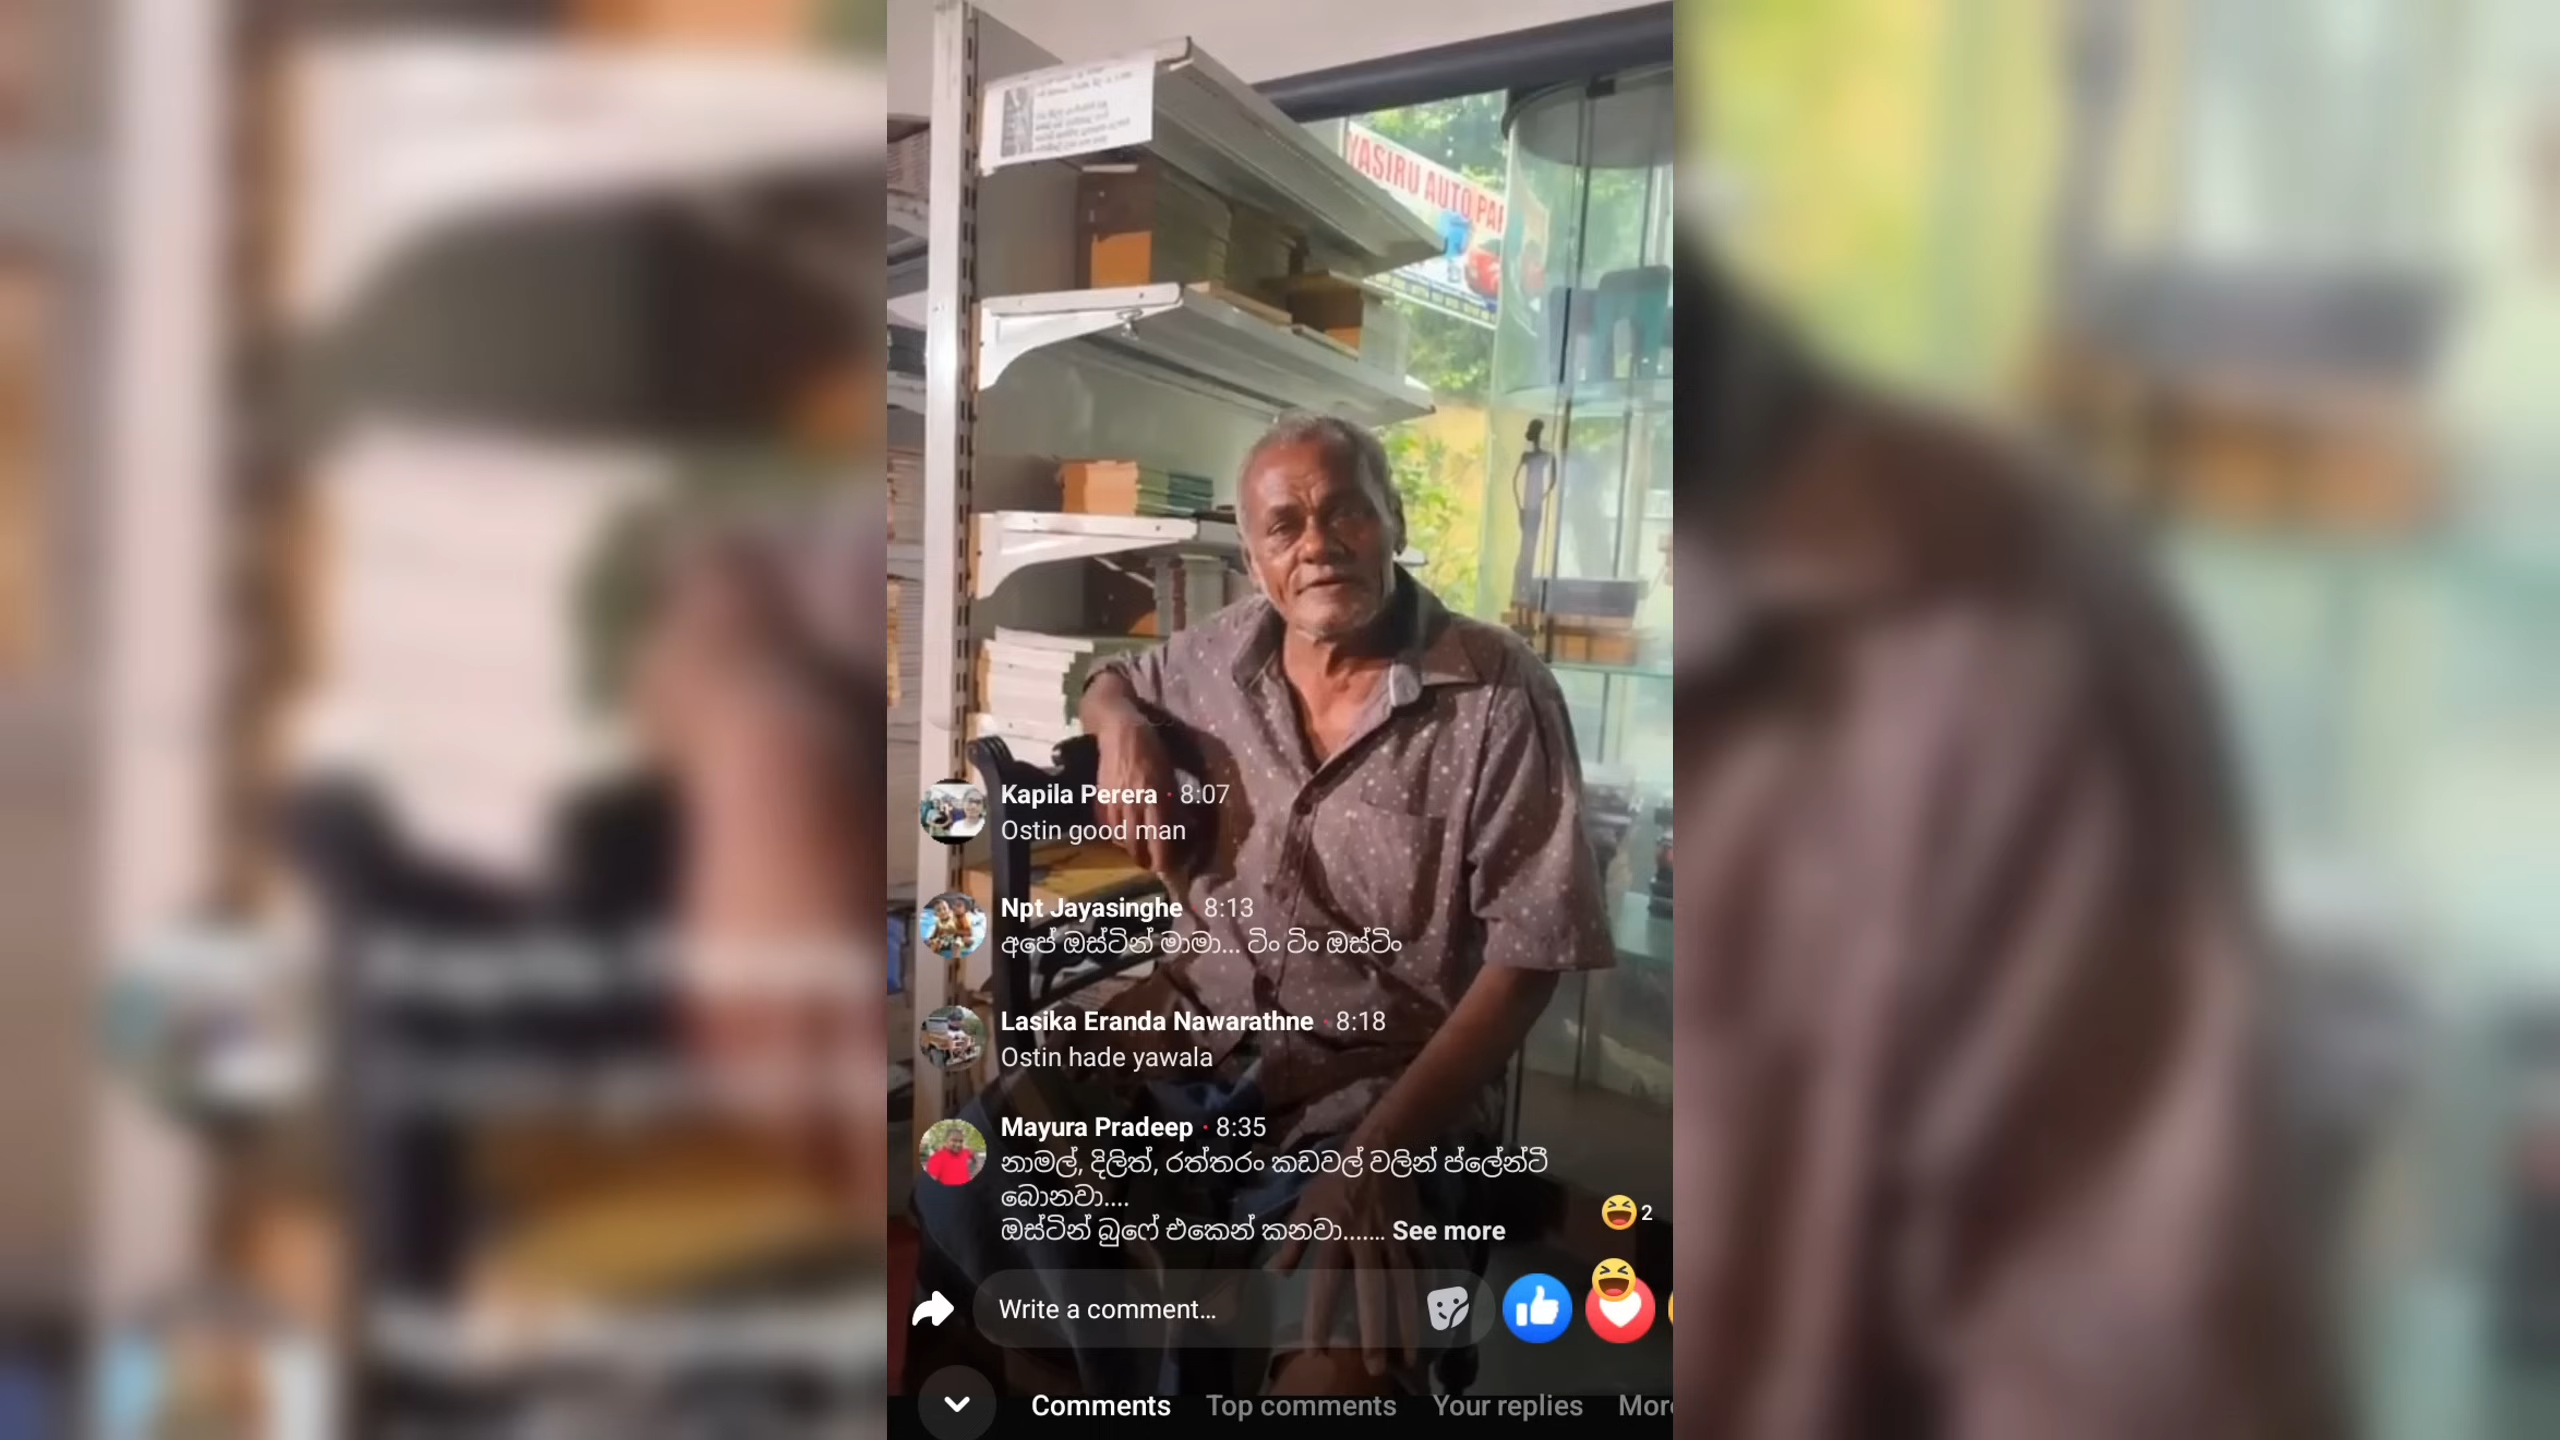 YASIRU AUTO PAR
Kapila Perera · 8:07
Ostin good man
Npt Jayasinghe · 8:13
අපේ ඔස්ටින් මාමා... ටිං ටිං ඔස්ටිං
Lasika Eranda Nawarathne · 8:18
Ostin hade yawala
Mayura Pradeep · 8:35
නාමල්, දිලිත්, රත්තරං කඩවල් වලින් ප්ලේන්ටී
බොනවා....
ඔස්ටින් බුෆේ එකෙන් කනවා....... See more
2
Write a comment...
Comments Top comments Your replies More